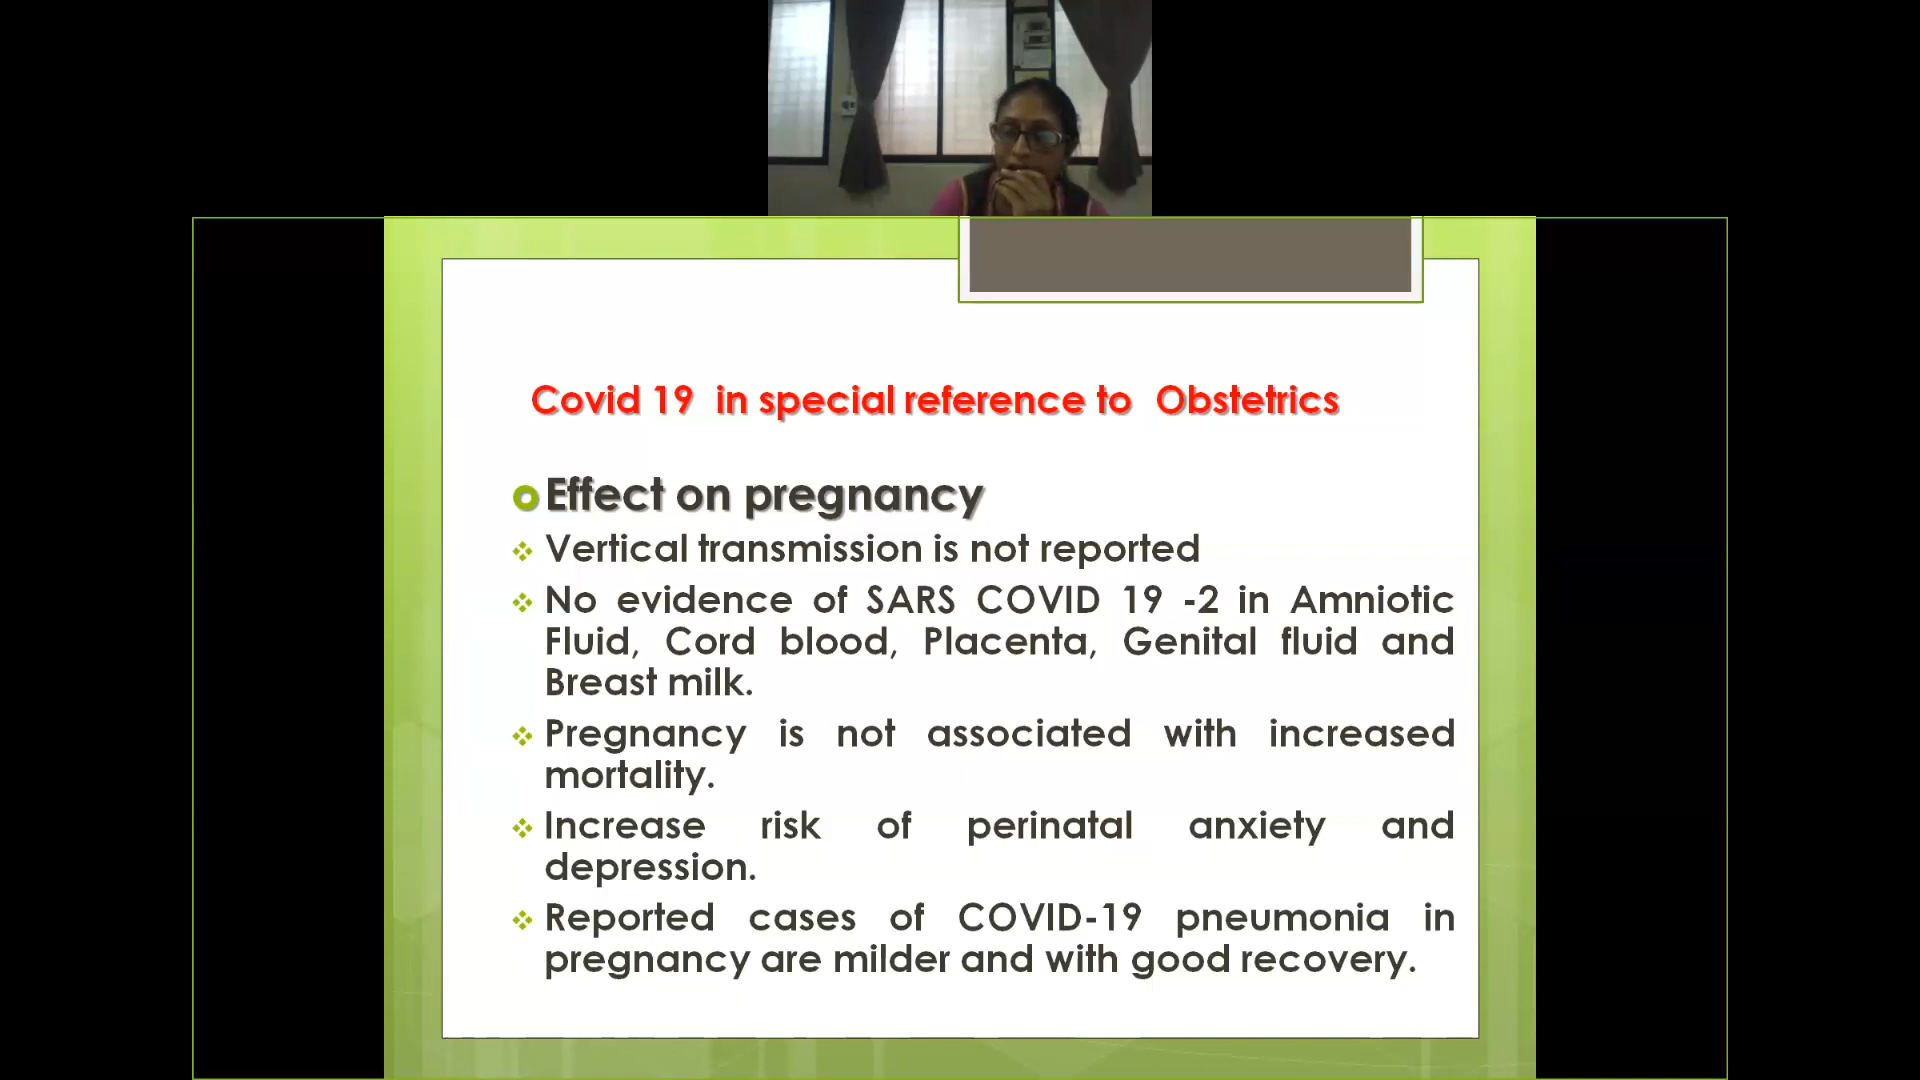 Covid 19 in special reference to Obstetrics
Effect on pregnancy
Vertical transmission is not reported
No evidence of SARS COVID 19 -2 in Amniotic
Fluid, Cord blood, Placenta, Genital fluid and
Breast milk.
Pregnancy is not associated with increased
mortality.
Increase risk of perinatal anxiety and
depression.
Reported cases of COVID-19 pneumonia in
pregnancy are milder and with good recovery.